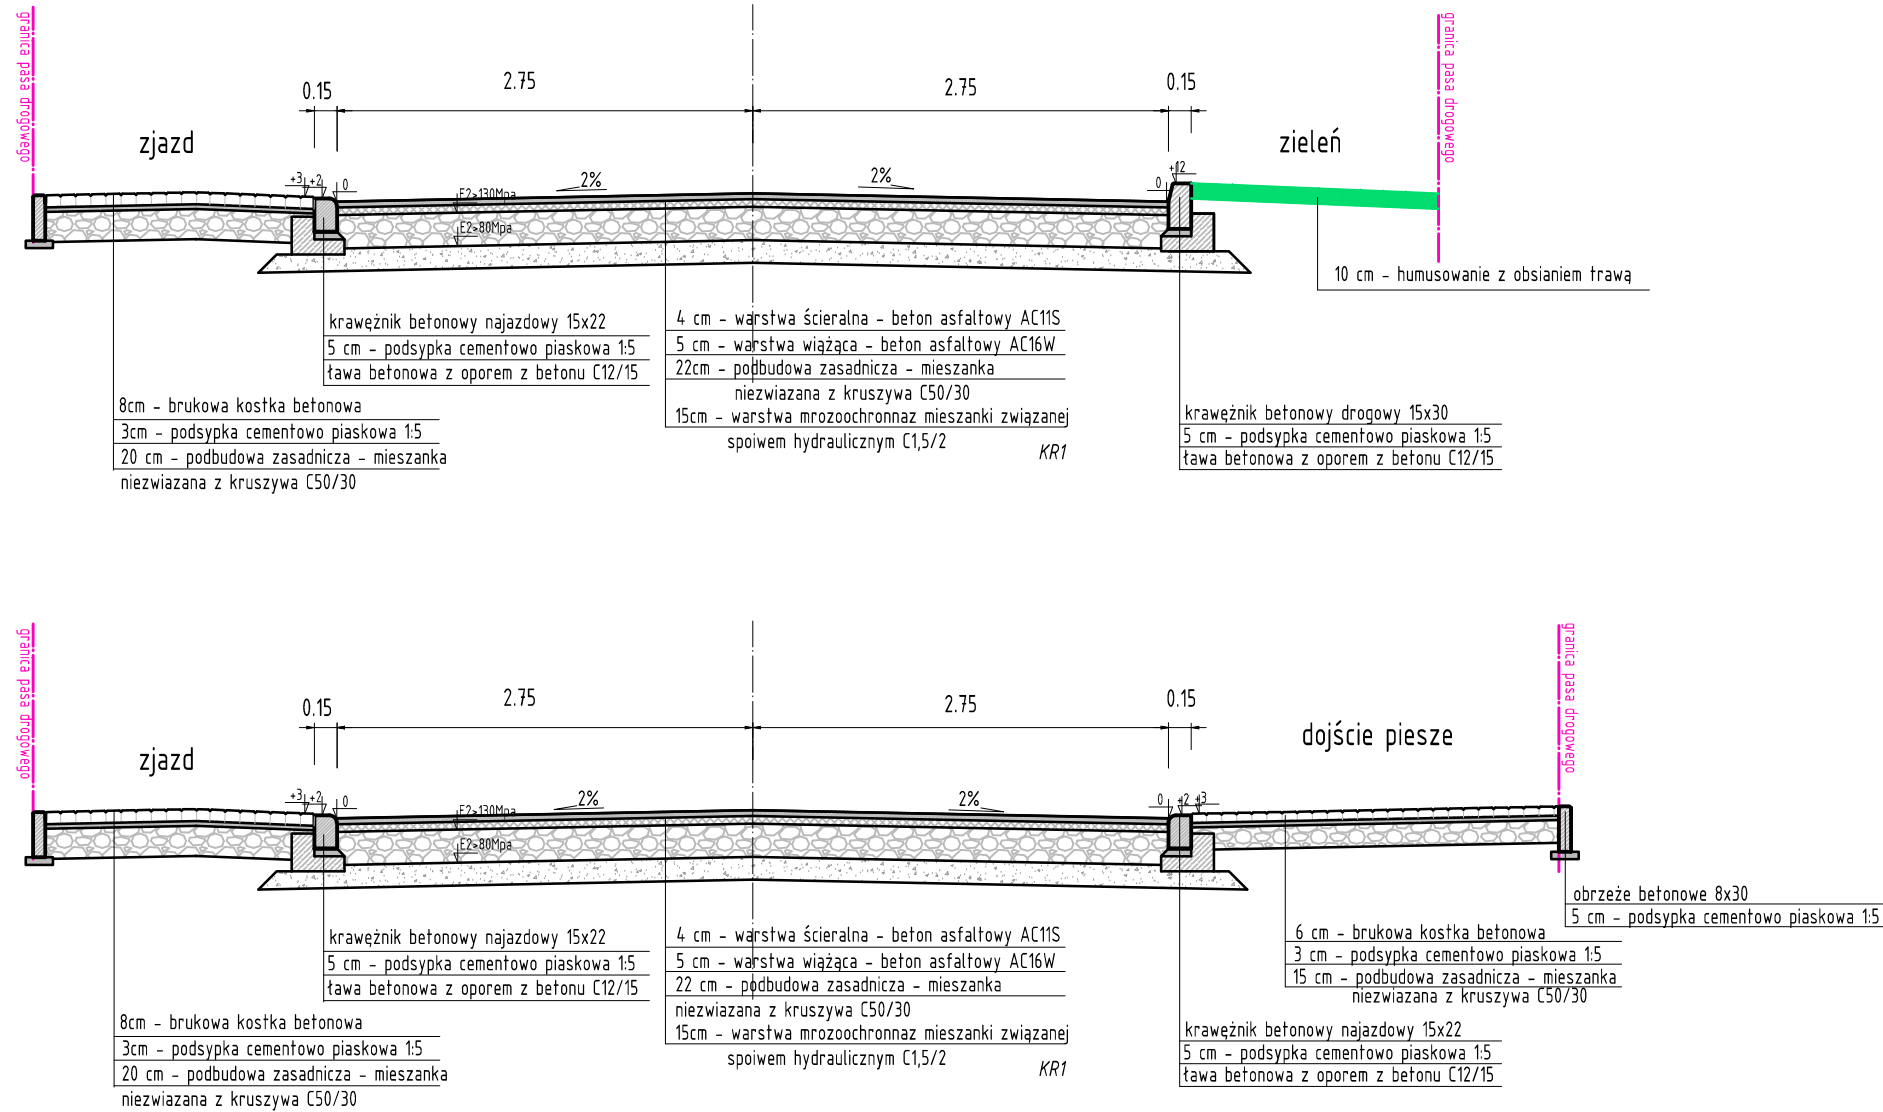 granica pasa drogowego
granica pasa drogowego
0.15
2.75
2.75
0.15
zjazd
zieleń
+3
+2
0
E2>130Mpa
2%
2%
0
+12
E2>80Mpa
10 cm - humusowanie z obsianiem trawą
krawężnik betonowy najazdowy 15x22
5 cm - podsypka cementowo piaskowa 1:5
ława betonowa z oporem z betonu C12/15
4 cm - warstwa ścieralna - beton asfaltowy AC11S
5 cm - warstwa wiążąca - beton asfaltowy AC16W
22cm - podbudowa zasadnicza - mieszanka
niezwiazana z kruszywa C50/30
15cm - warstwa mrozoochronnaz mieszanki związanej
spoiwem hydraulicznym C1,5/2
KR1
8cm - brukowa kostka betonowa
3cm - podsypka cementowo piaskowa 1:5
20 cm - podbudowa zasadnicza - mieszanka
niezwiazana z kruszywa C50/30
krawężnik betonowy drogowy 15x30
5 cm - podsypka cementowo piaskowa 1:5
ława betonowa z oporem z betonu C12/15
granica pasa drogowego
granica pasa drogowego
0.15
2.75
2.75
0.15
zjazd
dojście piesze
+3
+2
0
E2>130Mpa
2%
2%
0
+2
+3
E2>80Mpa
obrzeże betonowe 8x30
5 cm - podsypka cementowo piaskowa 1:5
krawężnik betonowy najazdowy 15x22
5 cm - podsypka cementowo piaskowa 1:5
ława betonowa z oporem z betonu C12/15
4 cm - warstwa ścieralna - beton asfaltowy AC11S
5 cm - warstwa wiążąca - beton asfaltowy AC16W
22 cm - podbudowa zasadnicza - mieszanka
niezwiazana z kruszywa C50/30
15cm - warstwa mrozoochronnaz mieszanki związanej
spoiwem hydraulicznym C1,5/2
KR1
6 cm - brukowa kostka betonowa
3 cm - podsypka cementowo piaskowa 1:5
15 cm - podbudowa zasadnicza - mieszanka
niezwiazana z kruszywa C50/30
8cm - brukowa kostka betonowa
3cm - podsypka cementowo piaskowa 1:5
20 cm - podbudowa zasadnicza - mieszanka
niezwiazana z kruszywa C50/30
krawężnik betonowy najazdowy 15x22
5 cm - podsypka cementowo piaskowa 1:5
ława betonowa z oporem z betonu C12/15